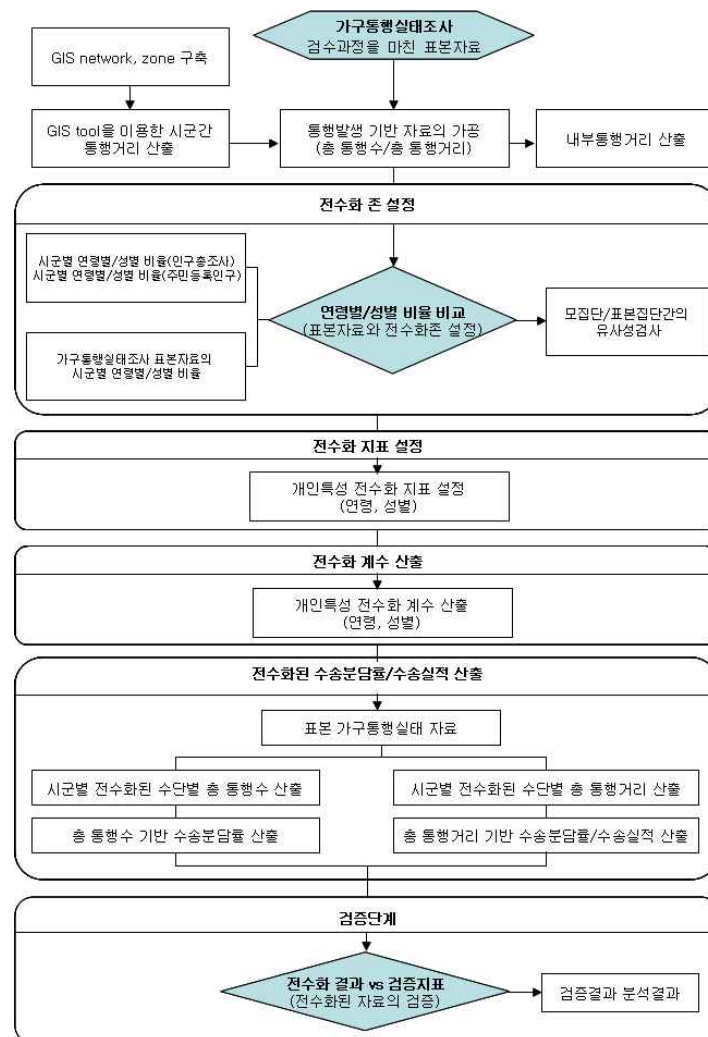 가구통행실태조사
검수과정을 마친 표본자료
GIS network, zone 구축
GIS tool을 이용한 시군간
통행거리 산출
통행발생 기반 자료의 가공
(총 통행수/총 통행거리)
내부통행거리 산출
전수화 존 설정
시군별 연령별/성별 비율(인구총조사)
시군별 연령별/성별 비율(주민등록인구)
연령별/성별 비율 비교
(표본자료와 전수화존 설정)
모집단/표본집단간의
유사성검사
가구통행실태조사 표본자료의
시군별 연령별/성별 비율
전수화 지표 설정
개인특성 전수화 지표 설정
(연령, 성별)
전수화 계수 산출
개인특성 전수화 계수 산출
(연령, 성별)
전수화된 수송분담률/수송실적 산출
표본 가구통행실태 자료
시군별 전수화된 수단별 총 통행수 산출
시군별 전수화된 수단별 총 통행거리 산출
총 통행수 기반 수송분담률 산출
총 통행거리 기반 수송분담률/수송실적 산출
검증단계
전수화 결과 vs 검증지표
(전수화된 자료의 검증)
검증결과 분석결과